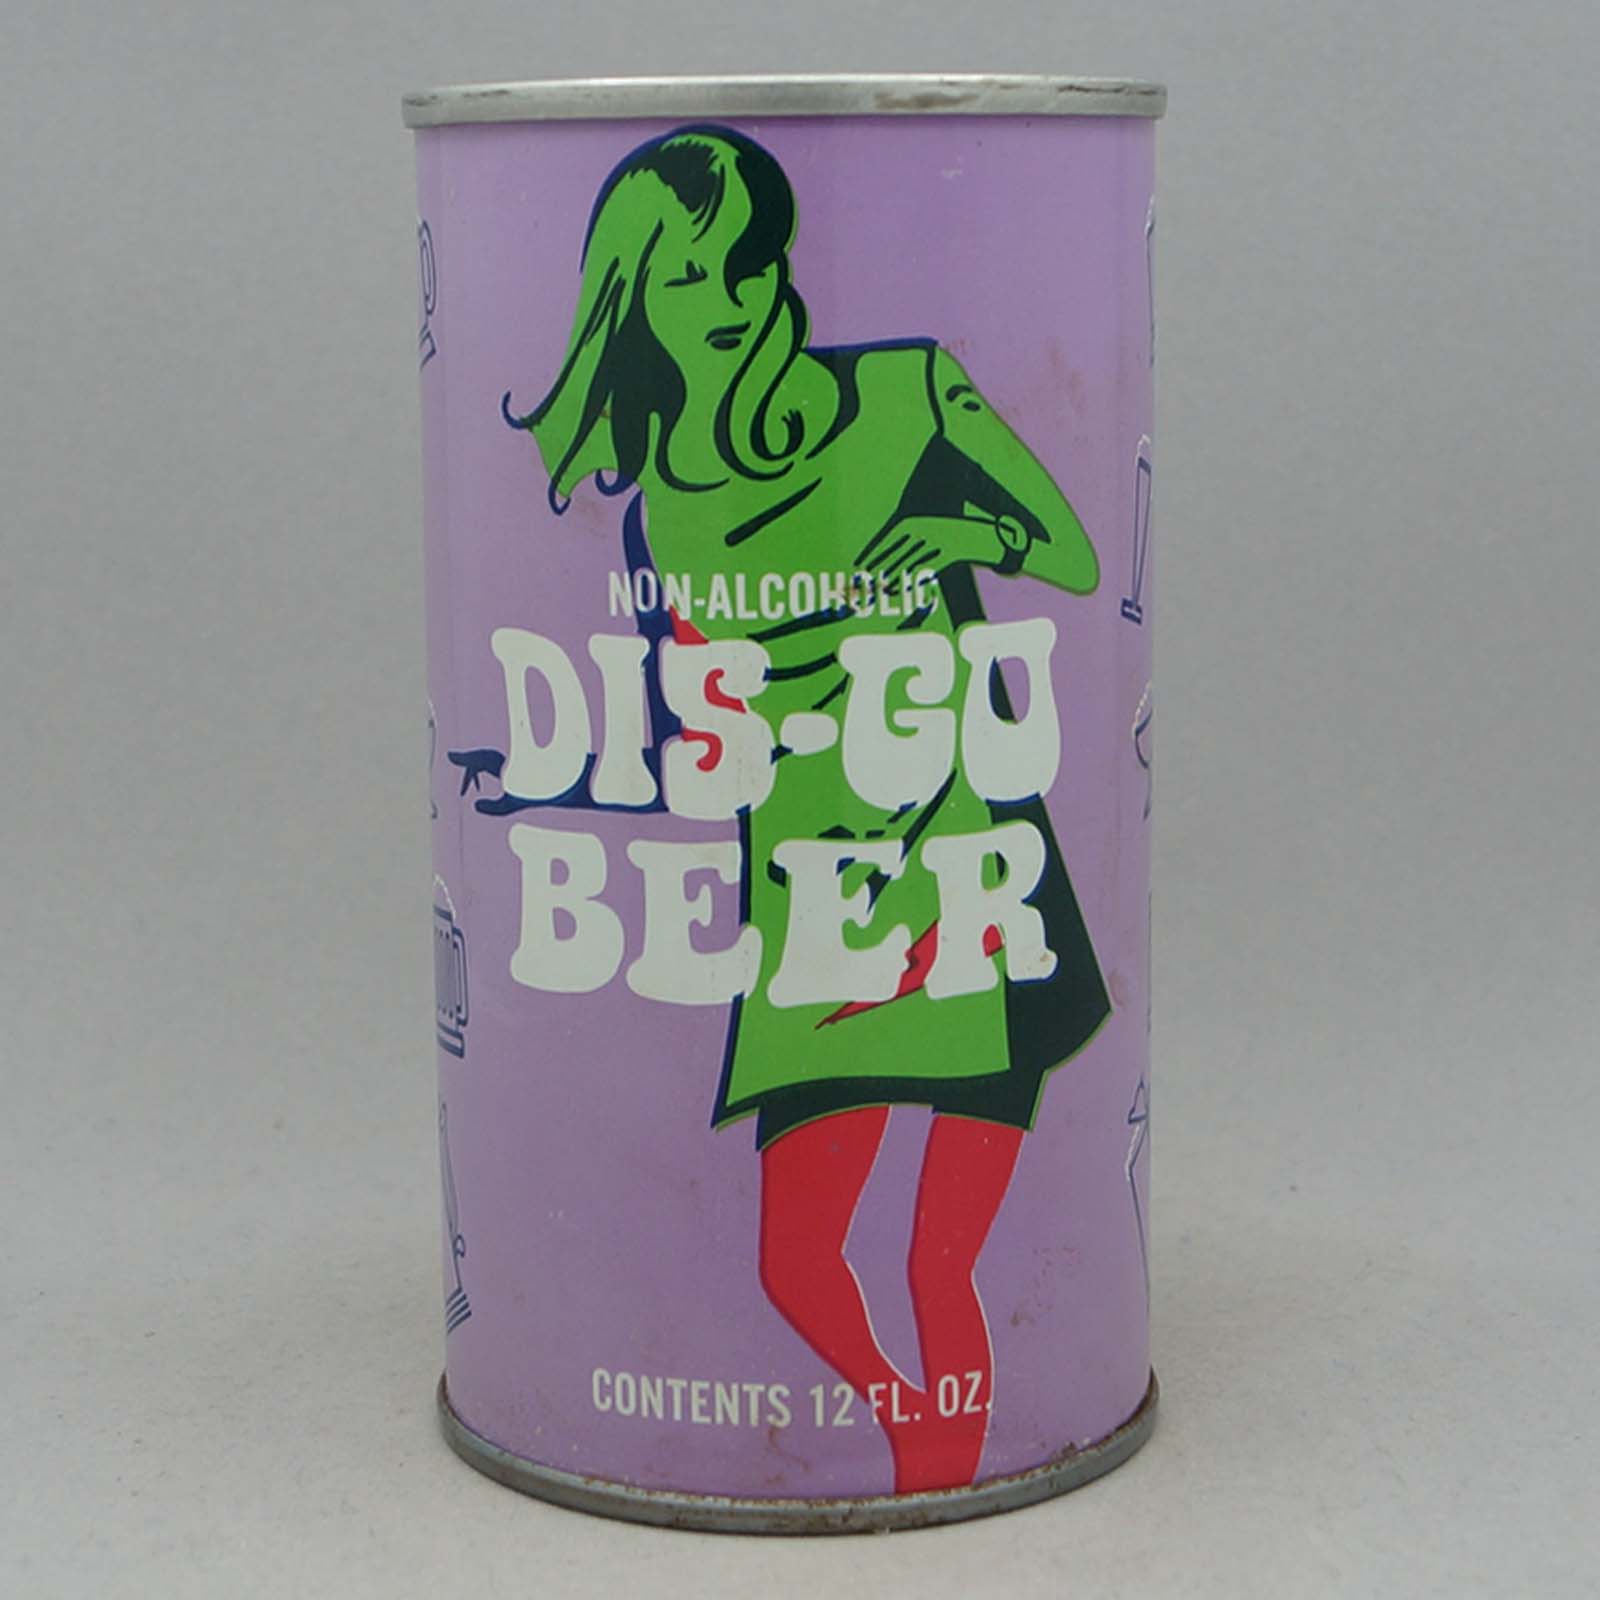 NON-ALCOHOLIC
DIS-GO
BEER
CONTENTS 12 FL. OZ.